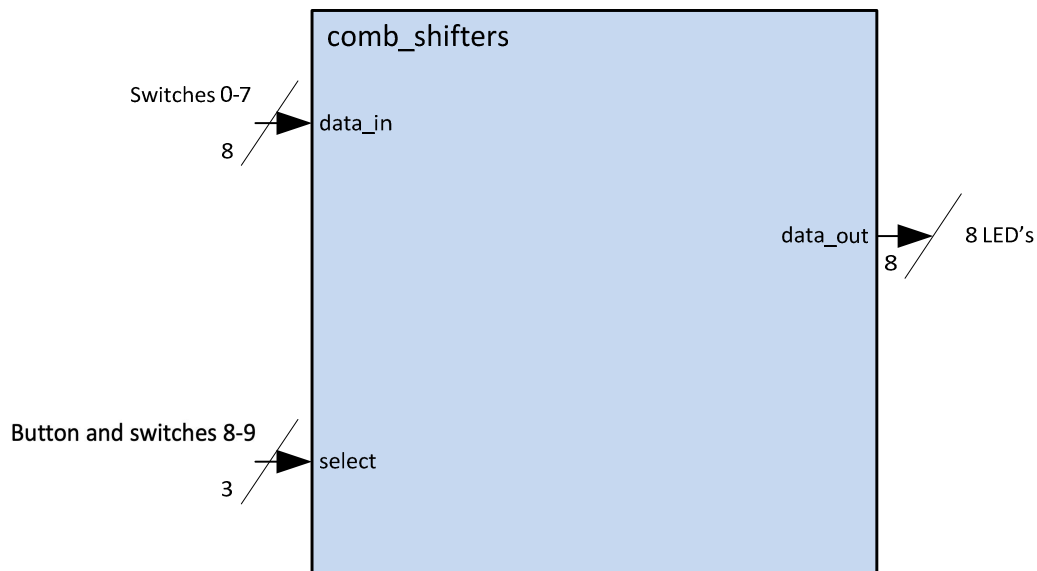 comb_shifters
Switches 0-7
data_in
8
data_out
8 LED’s
8
Button and switches 8-9
select
3